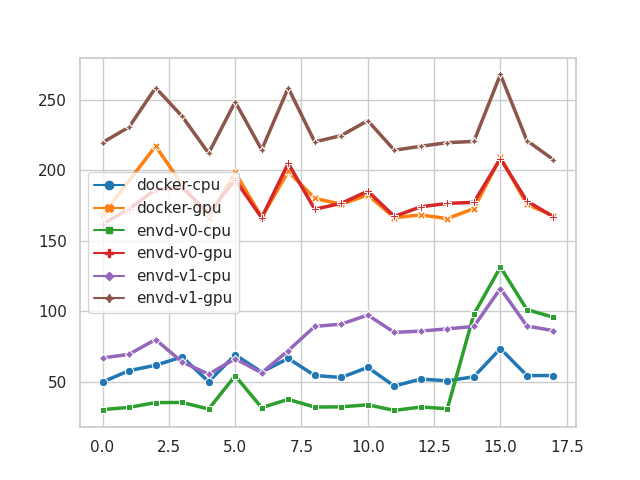 250
200
150
100
50
docker-cpu
docker-gpu
envd-v0-cpu
envd-v0-gpu
envd-v1-cpu
envd-v1-gpu
0.0 2.5 5.0 7.5 10.0 12.5 15.0 17.5